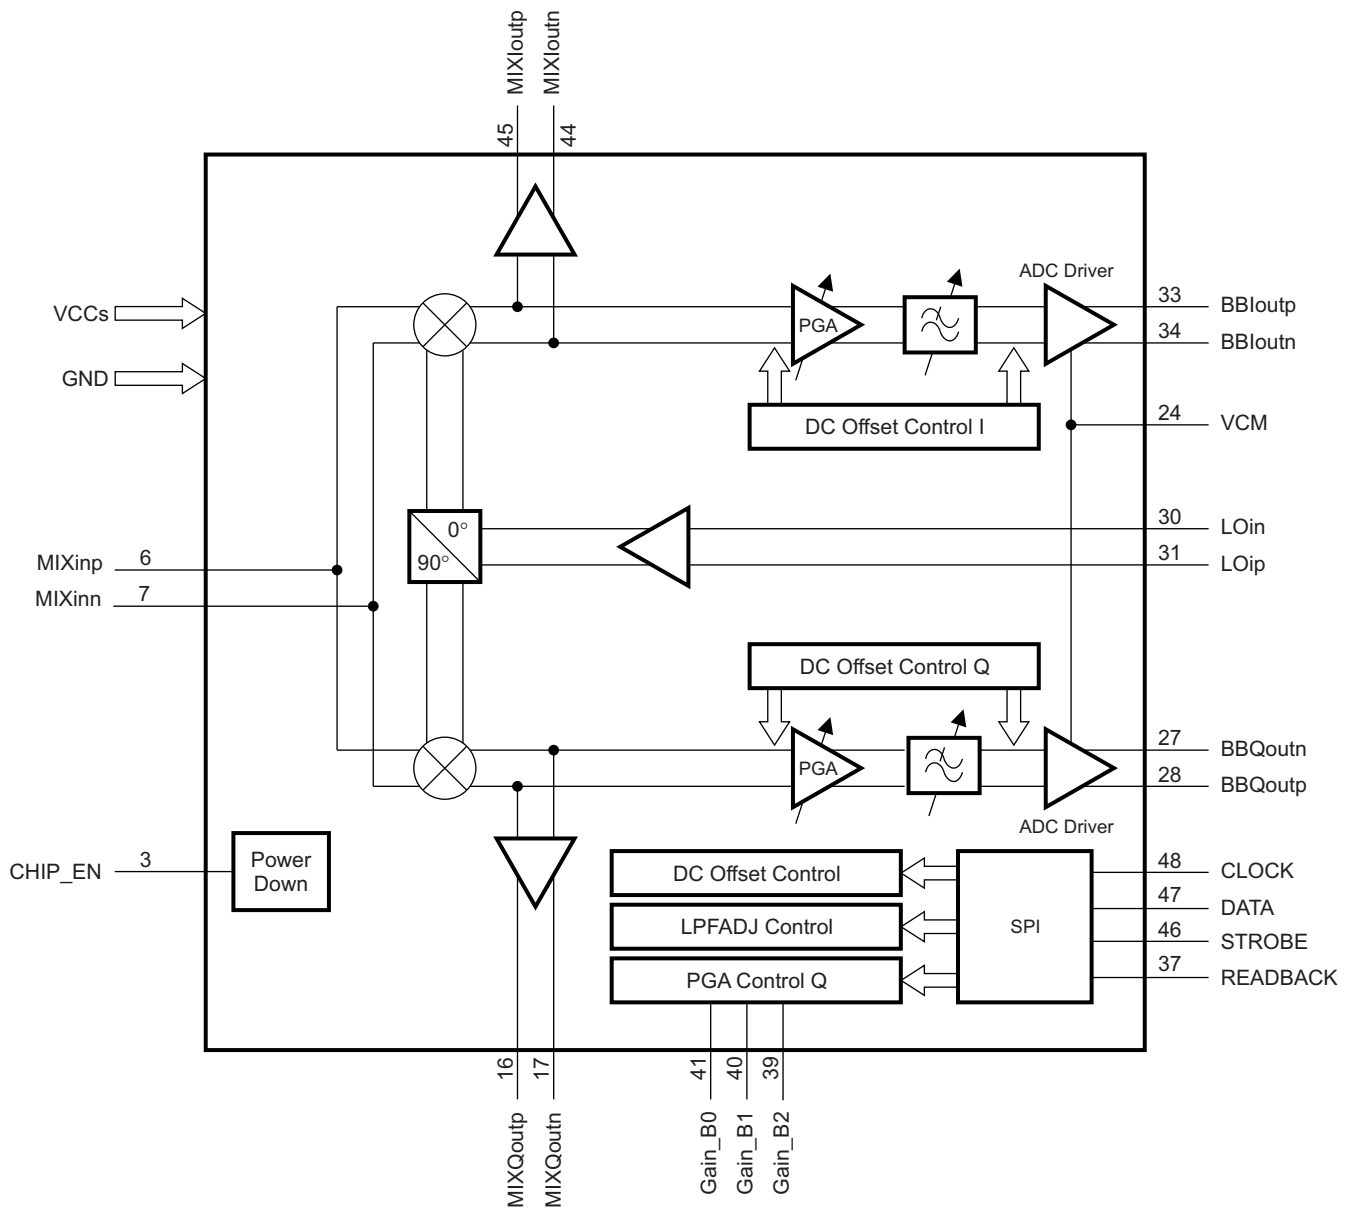 MIXIoutp
MIXIoutn
45
44
ADC Driver
VCCs
GND
PGA
33
BBIoutp
34
BBIoutn
DC Offset Control I
24
VCM
0°
90°
30
LOin
31
LOip
MIXinp
6
MIXinn
7
DC Offset Control Q
PGA
27
BBQoutn
28
BBQoutp
ADC Driver
CHIP_EN
3
Power
Down
DC Offset Control
LPFADJ Control
PGA Control Q
SPI
48
CLOCK
47
DATA
46
STROBE
37
READBACK
16
17
41
40
39
MIXQoutp
MIXQoutn
Gain_B0
Gain_B1
Gain_B2